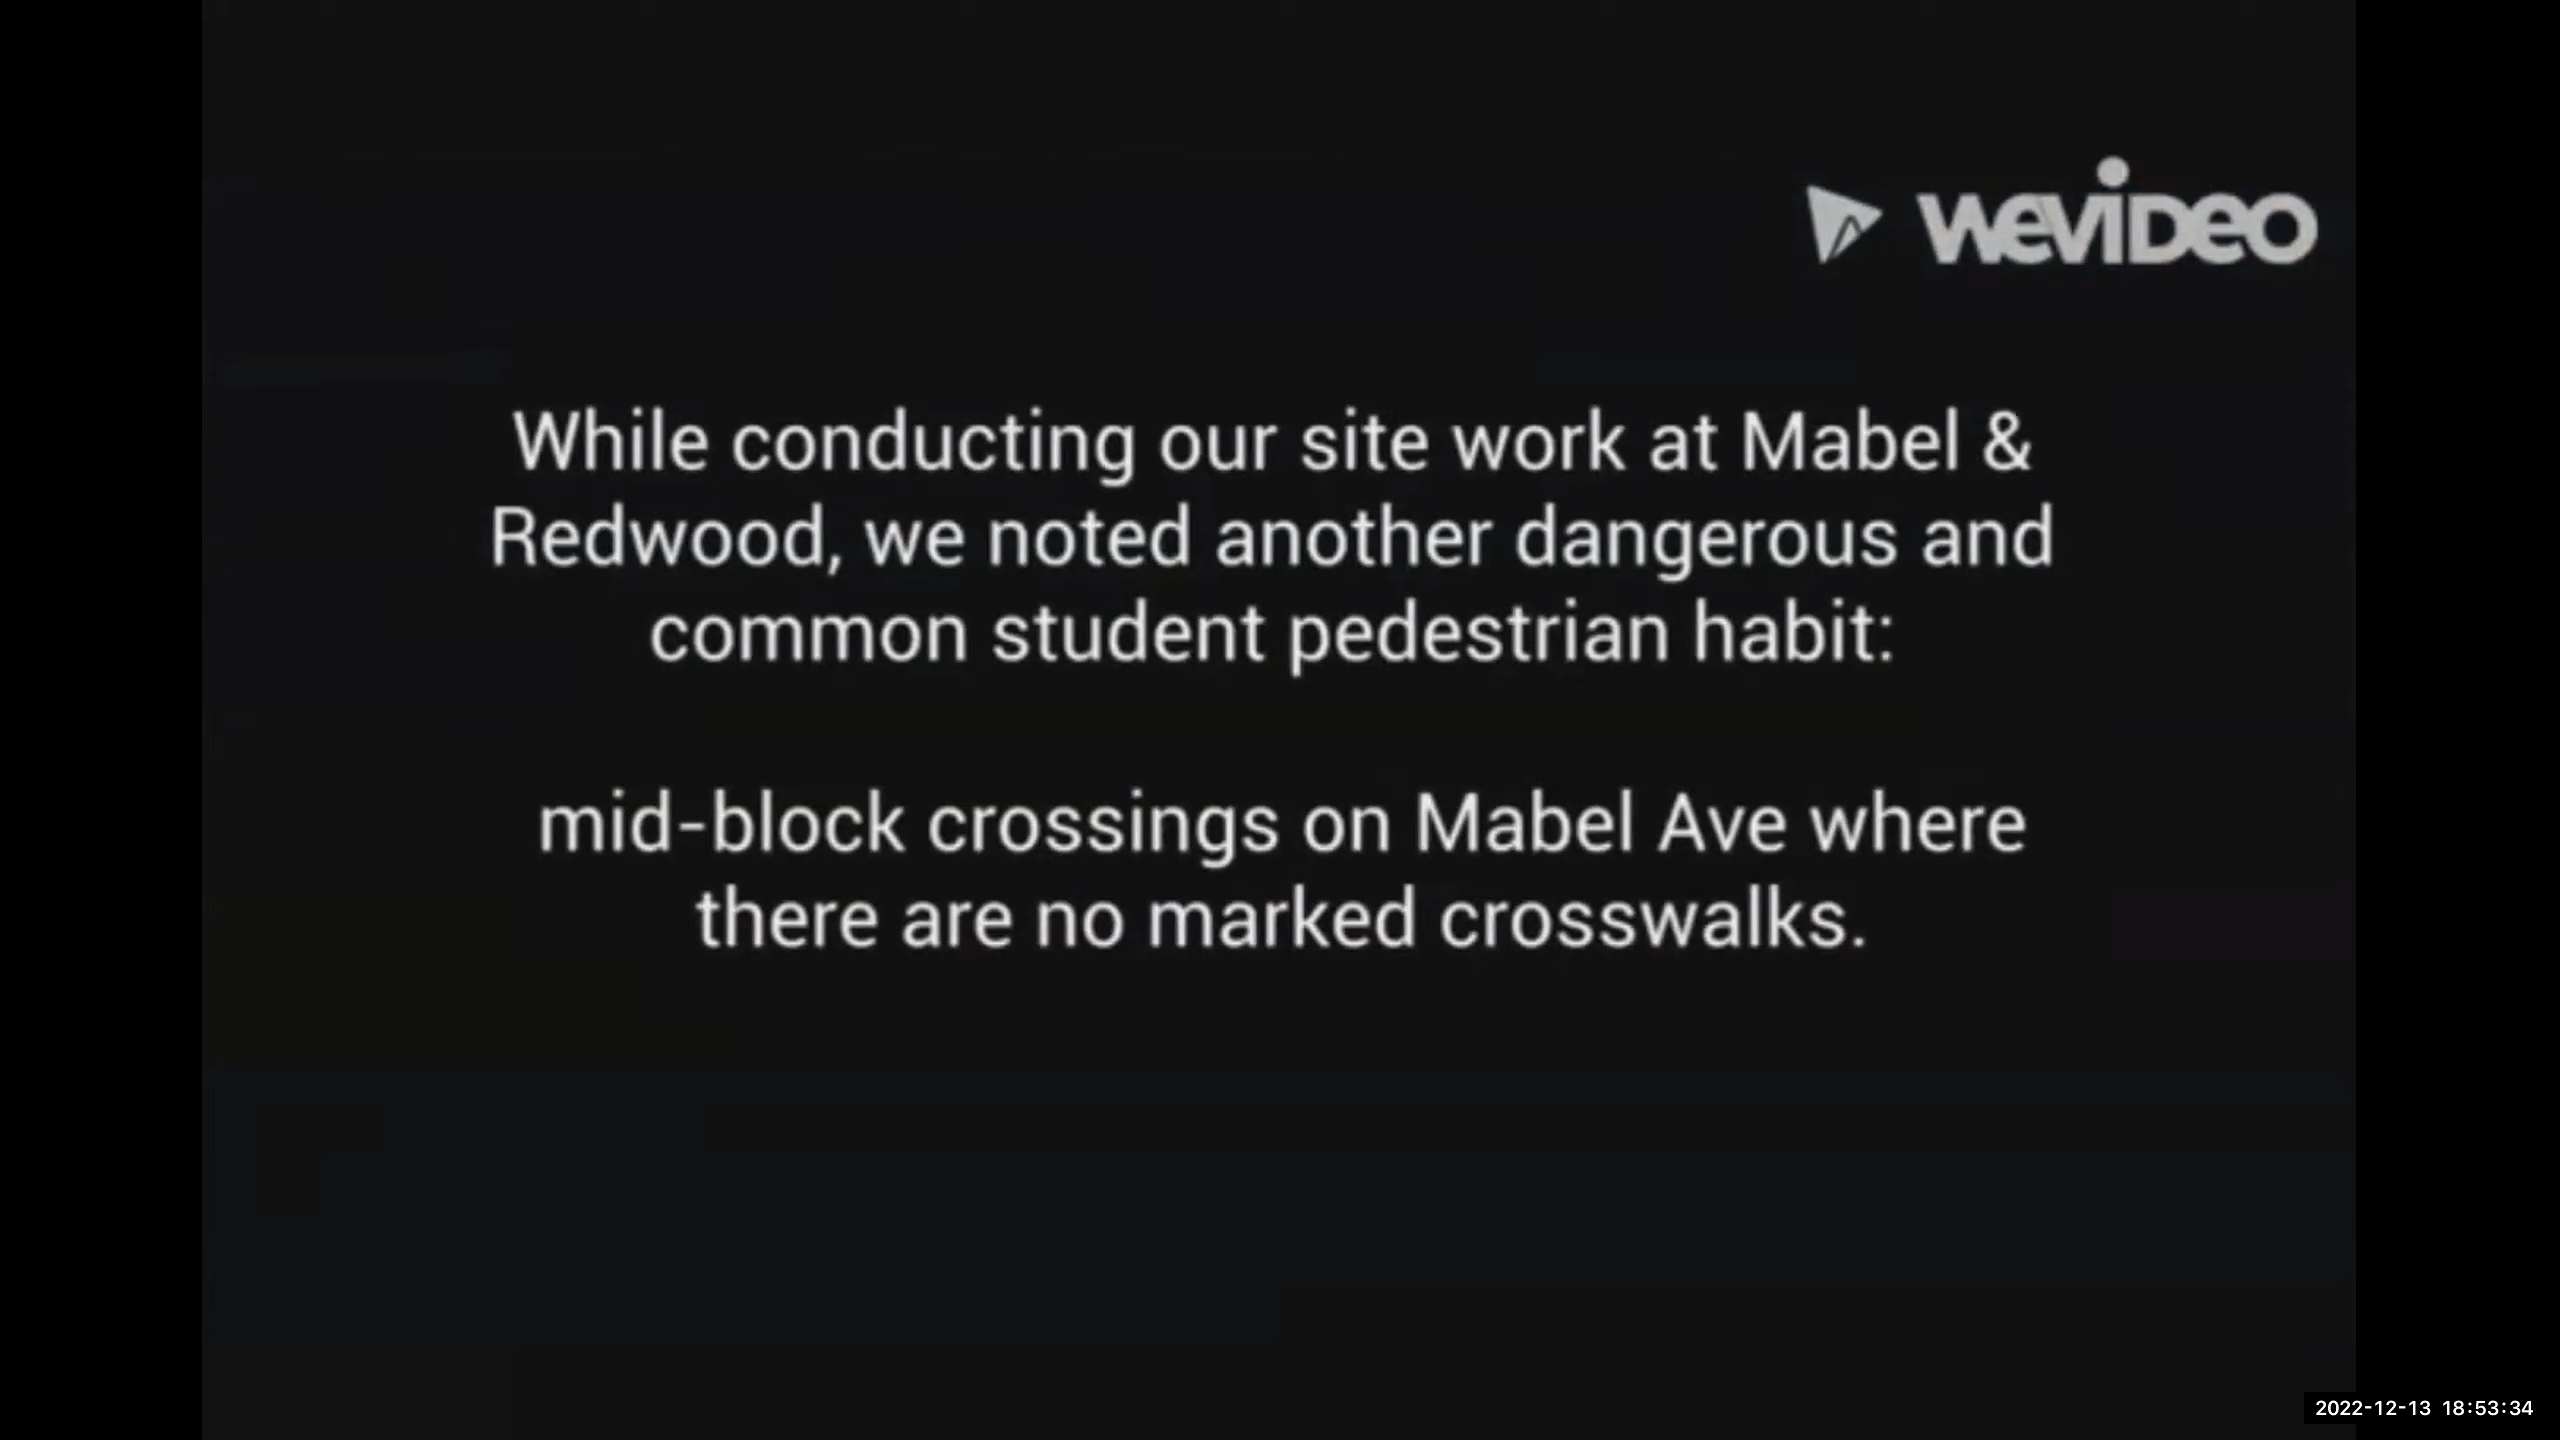 wevideo
While conducting our site work at Mabel &
Redwood, we noted another dangerous and
common student pedestrian habit:
mid-block crossings on Mabel Ave where
there are no marked crosswalks.
2022-12-13 18:53:34